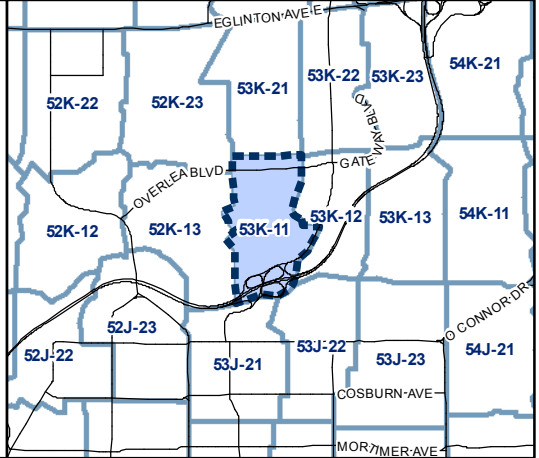 EGLINTON AVE E
54K-21
53K-22
53K-23
53K-21
52K-22
52K-23
WAY BLVD
GATE
OVERLEA BLVD
54K-11
53K-12
53K-13
52K-12
52K-13
53K-11
O CONNOR DR
52J-23
53J-22
54J-21
52J-22
53J-21
53J-23
COSBURN AVE
MORTIMER AVE